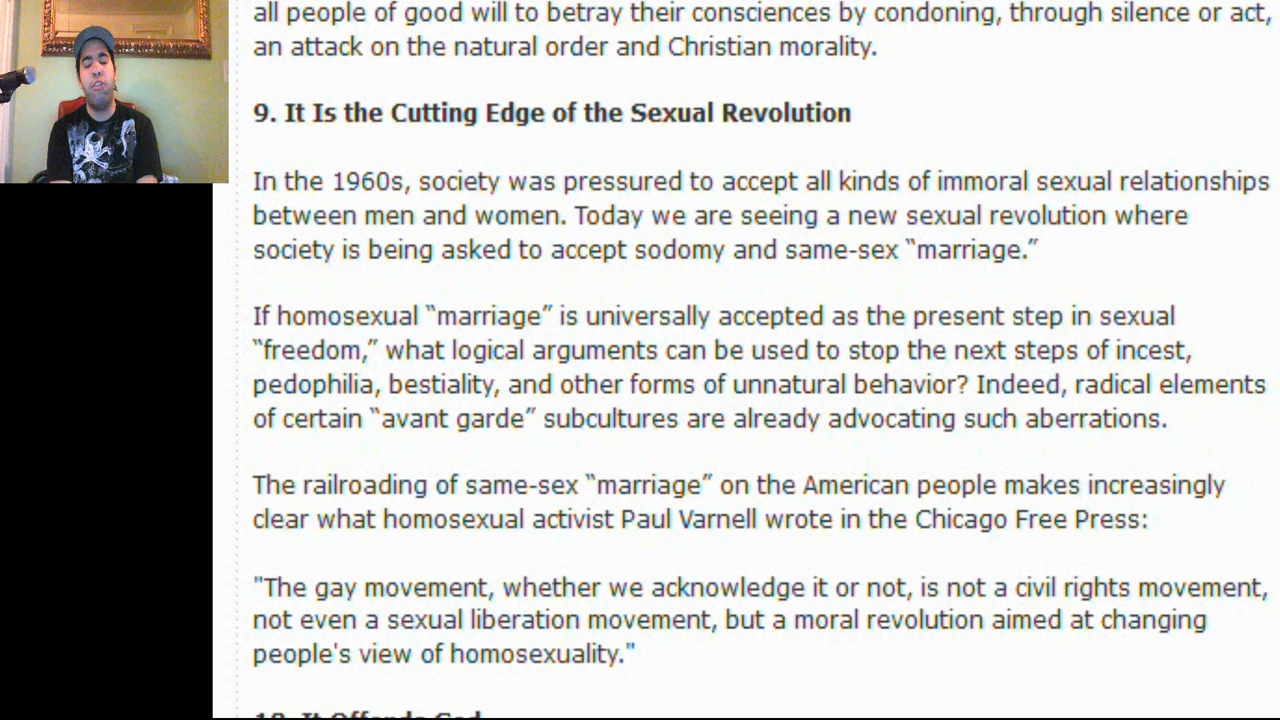 all people of good will to betray their consciences by condoning, through silence or act,
an attack on the natural order and Christian morality.
9. It Is the Cutting Edge of the Sexual Revolution
In the 1960s, society was pressured to accept all kinds of immoral sexual relationships
between men and women. Today we are seeing a new sexual revolution where
society is being asked to accept sodomy and same-sex “marriage.”
If homosexual “marriage” is universally accepted as the present step in sexual
“freedom,” what logical arguments can be used to stop the next steps of incest,
pedophilia, bestiality, and other forms of unnatural behavior? Indeed, radical elements
of certain “avant garde” subcultures are already advocating such aberrations.
The railroading of same-sex “marriage” on the American people makes increasingly
clear what homosexual activist Paul Varnell wrote in the Chicago Free Press:
"The gay movement, whether we acknowledge it or not, is not a civil rights movement,
not even a sexual liberation movement, but a moral revolution aimed at changing
people's view of homosexuality."
10. It Offends God